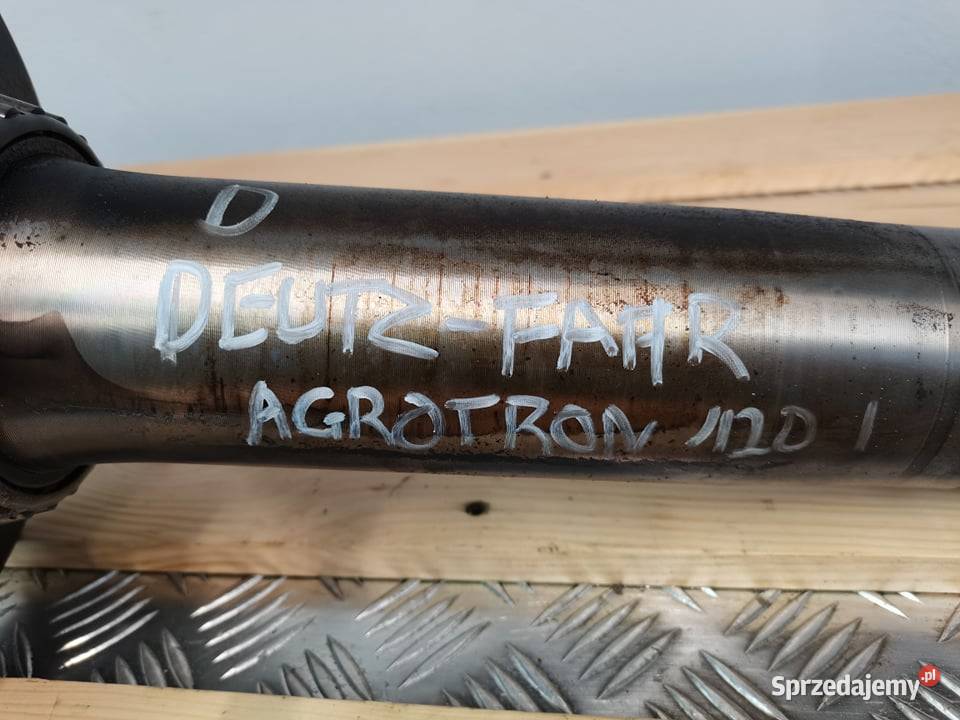 D
DEUTZ-FAHR
AGROTRON 120 |
Sprzedajemy.pl